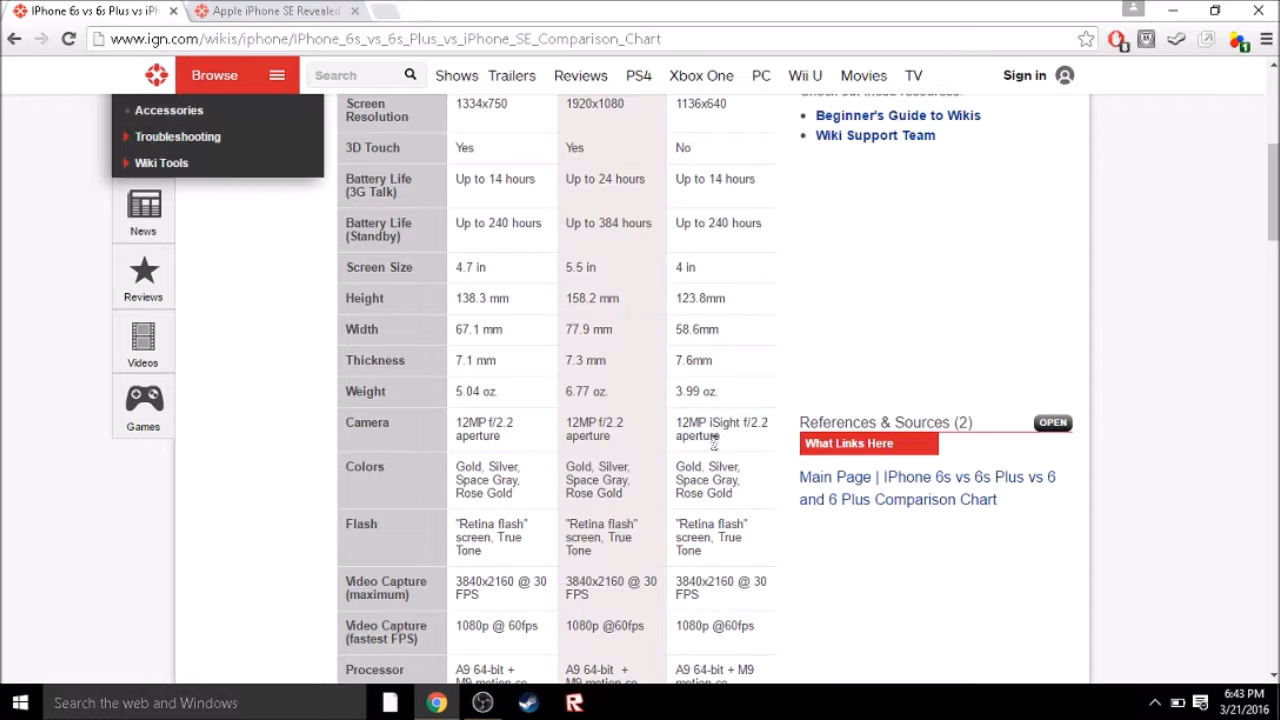 IPhone 6s vs 6s Plus vs iPh
Apple iPhone SE Revealed
www.ign.com/wikis/iphone/IPhone_6s_vs_6s_Plus_vs_iPhone_SE_Comparison_Chart
Browse
Search
Shows Trailers Reviews PS4 Xbox One PC Wii U Movies TV
Sign in
Accessories
Troubleshooting
Wiki Tools
News
Reviews
Videos
Games
Screen Resolution 1334x750 1920x1080 1136x640
3D Touch Yes Yes No
Battery Life (3G Talk) Up to 14 hours Up to 24 hours Up to 14 hours
Battery Life (Standby) Up to 240 hours Up to 384 hours Up to 240 hours
Screen Size 4.7 in 5.5 in 4 in
Height 138.3 mm 158.2 mm 123.8mm
Width 67.1 mm 77.9 mm 58.6mm
Thickness 7.1 mm 7.3 mm 7.6mm
Weight 5.04 oz. 6.77 oz. 3.99 oz.
Camera 12MP f/2.2 aperture 12MP f/2.2 aperture 12MP iSight f/2.2 aperture
Colors Gold, Silver, Space Gray, Rose Gold Gold, Silver, Space Gray, Rose Gold Gold, Silver, Space Gray, Rose Gold
Flash "Retina flash" screen, True Tone "Retina flash" screen, True Tone "Retina flash" screen, True Tone
Video Capture (maximum) 3840x2160 @ 30 FPS 3840x2160 @ 30 FPS 3840x2160 @ 30 FPS
Video Capture (fastest FPS) 1080p @ 60fps 1080p @60fps 1080p @60fps
Processor A9 64-bit + M9 A9 64-bit + M9 A9 64-bit + M9
Beginner's Guide to Wikis
Wiki Support Team
References & Sources (2)
OPEN
What Links Here
Main Page | IPhone 6s vs 6s Plus vs 6
and 6 Plus Comparison Chart
Search the web and Windows
6:43 PM
3/21/2016